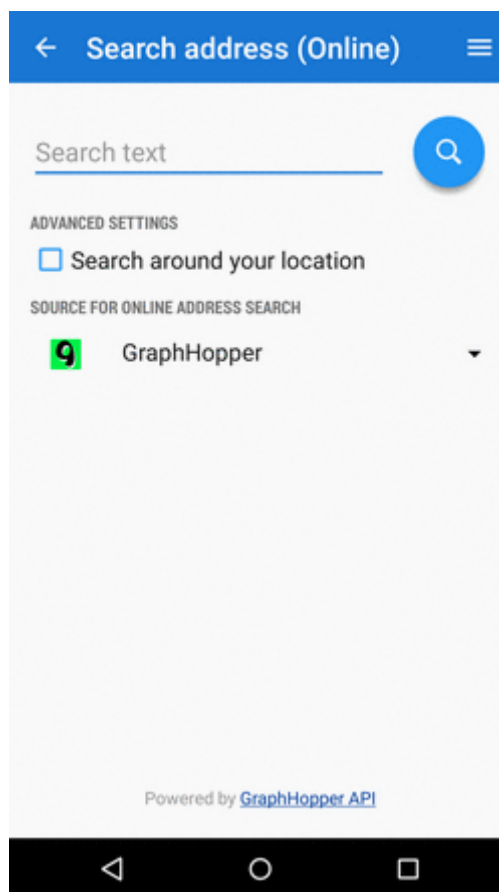 Search address (Online)
Search text
ADVANCED SETTINGS
Search around your location
SOURCE FOR ONLINE ADDRESS SEARCH
GraphHopper
Powered by GraphHopper API